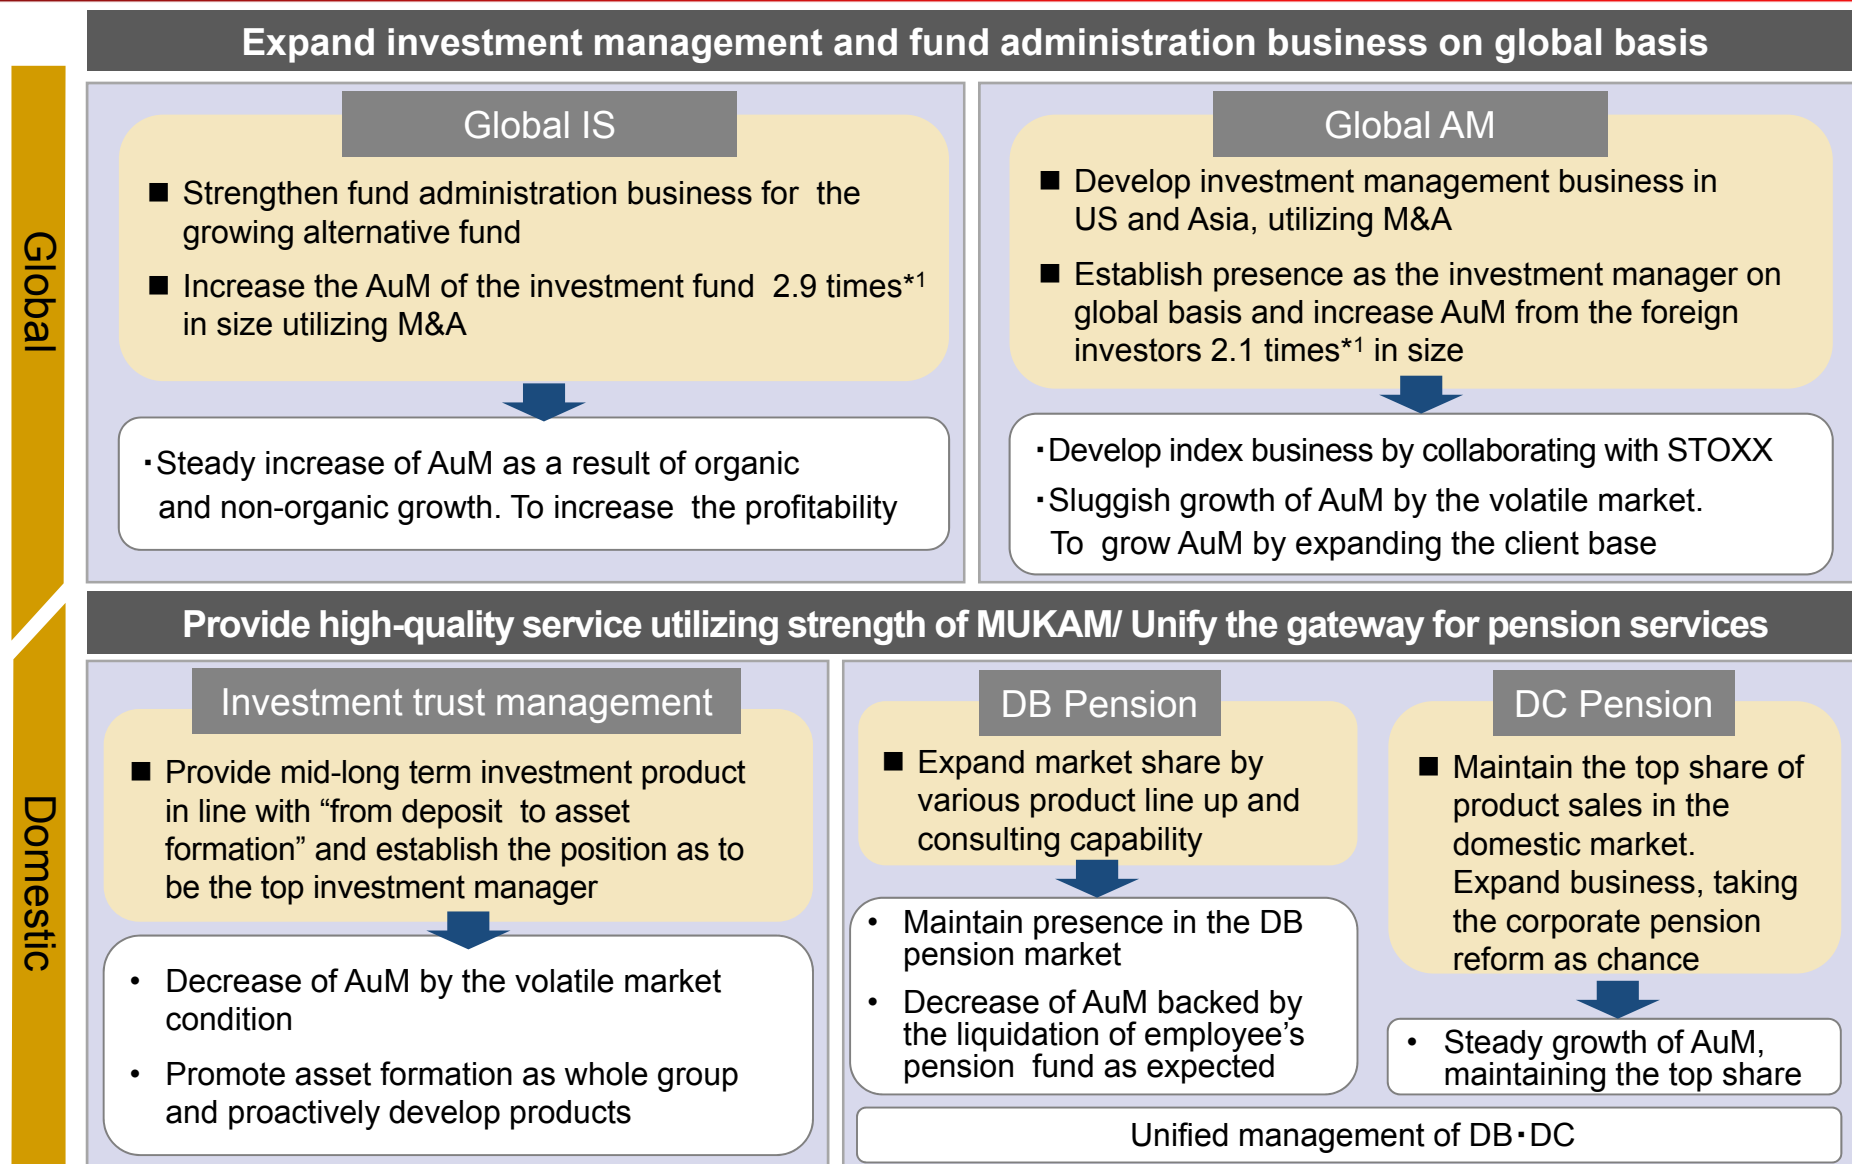 Expand investment management and fund administration business on global basis
Global
Global IS
■ Strengthen fund administration business for the
growing alternative fund
■ Increase the AuM of the investment fund 2.9 times*1
in size utilizing M&A
・Steady increase of AuM as a result of organic
and non-organic growth. To increase the profitability
Global AM
■ Develop investment management business in
US and Asia, utilizing M&A
■ Establish presence as the investment manager on
global basis and increase AuM from the foreign
investors 2.1 times*1 in size
・Develop index business by collaborating with STOXX
・Sluggish growth of AuM by the volatile market.
To grow AuM by expanding the client base
Provide high-quality service utilizing strength of MUKAM/ Unify the gateway for pension services
Domestic
Investment trust management
■ Provide mid-long term investment product
in line with “from deposit to asset
formation” and establish the position as to
be the top investment manager
• Decrease of AuM by the volatile market
condition
• Promote asset formation as whole group
and proactively develop products
DB Pension
■ Expand market share by
various product line up and
consulting capability
• Maintain presence in the DB
pension market
• Decrease of AuM backed by
the liquidation of employee’s
pension fund as expected
DC Pension
■ Maintain the top share of
product sales in the
domestic market.
Expand business, taking
the corporate pension
reform as chance
• Steady growth of AuM,
maintaining the top share
Unified management of DB・DC